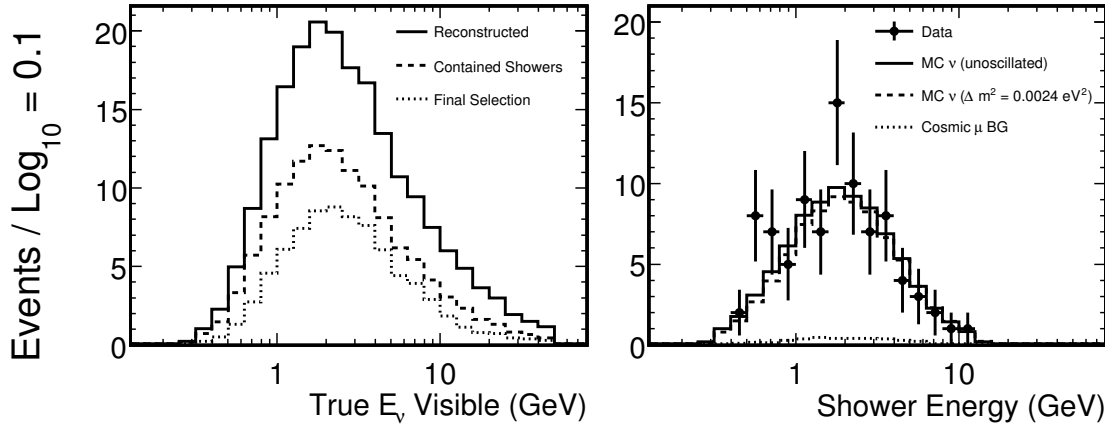 Events / Log₁₀ = 0.1
20
15
10
5
0
Reconstructed
Contained Showers
Final Selection
1
10
True Eᵥ Visible (GeV)
20
15
10
5
0
Data
MC ν (unoscillated)
MC ν (Δ m² = 0.0024 eV²)
Cosmic μ BG
1
10
Shower Energy (GeV)